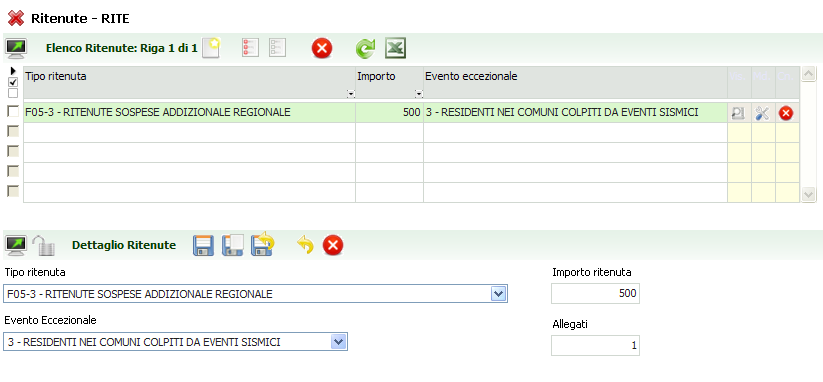 Ritenute - RITE
Elenco Ritenute: Riga 1 di 1
Tipo ritenuta Importo Evento eccezionale
F05-3 - RITENUTE SOSPESE ADDIZIONALE REGIONALE 500 3 - RESIDENTI NEI COMUNI COLPITI DA EVENTI SISMICI
Dettaglio Ritenute
Tipo ritenuta Importo ritenuta
F05-3 - RITENUTE SOSPESE ADDIZIONALE REGIONALE 500
Evento Eccezionale Allegati
3 - RESIDENTI NEI COMUNI COLPITI DA EVENTI SISMICI 1